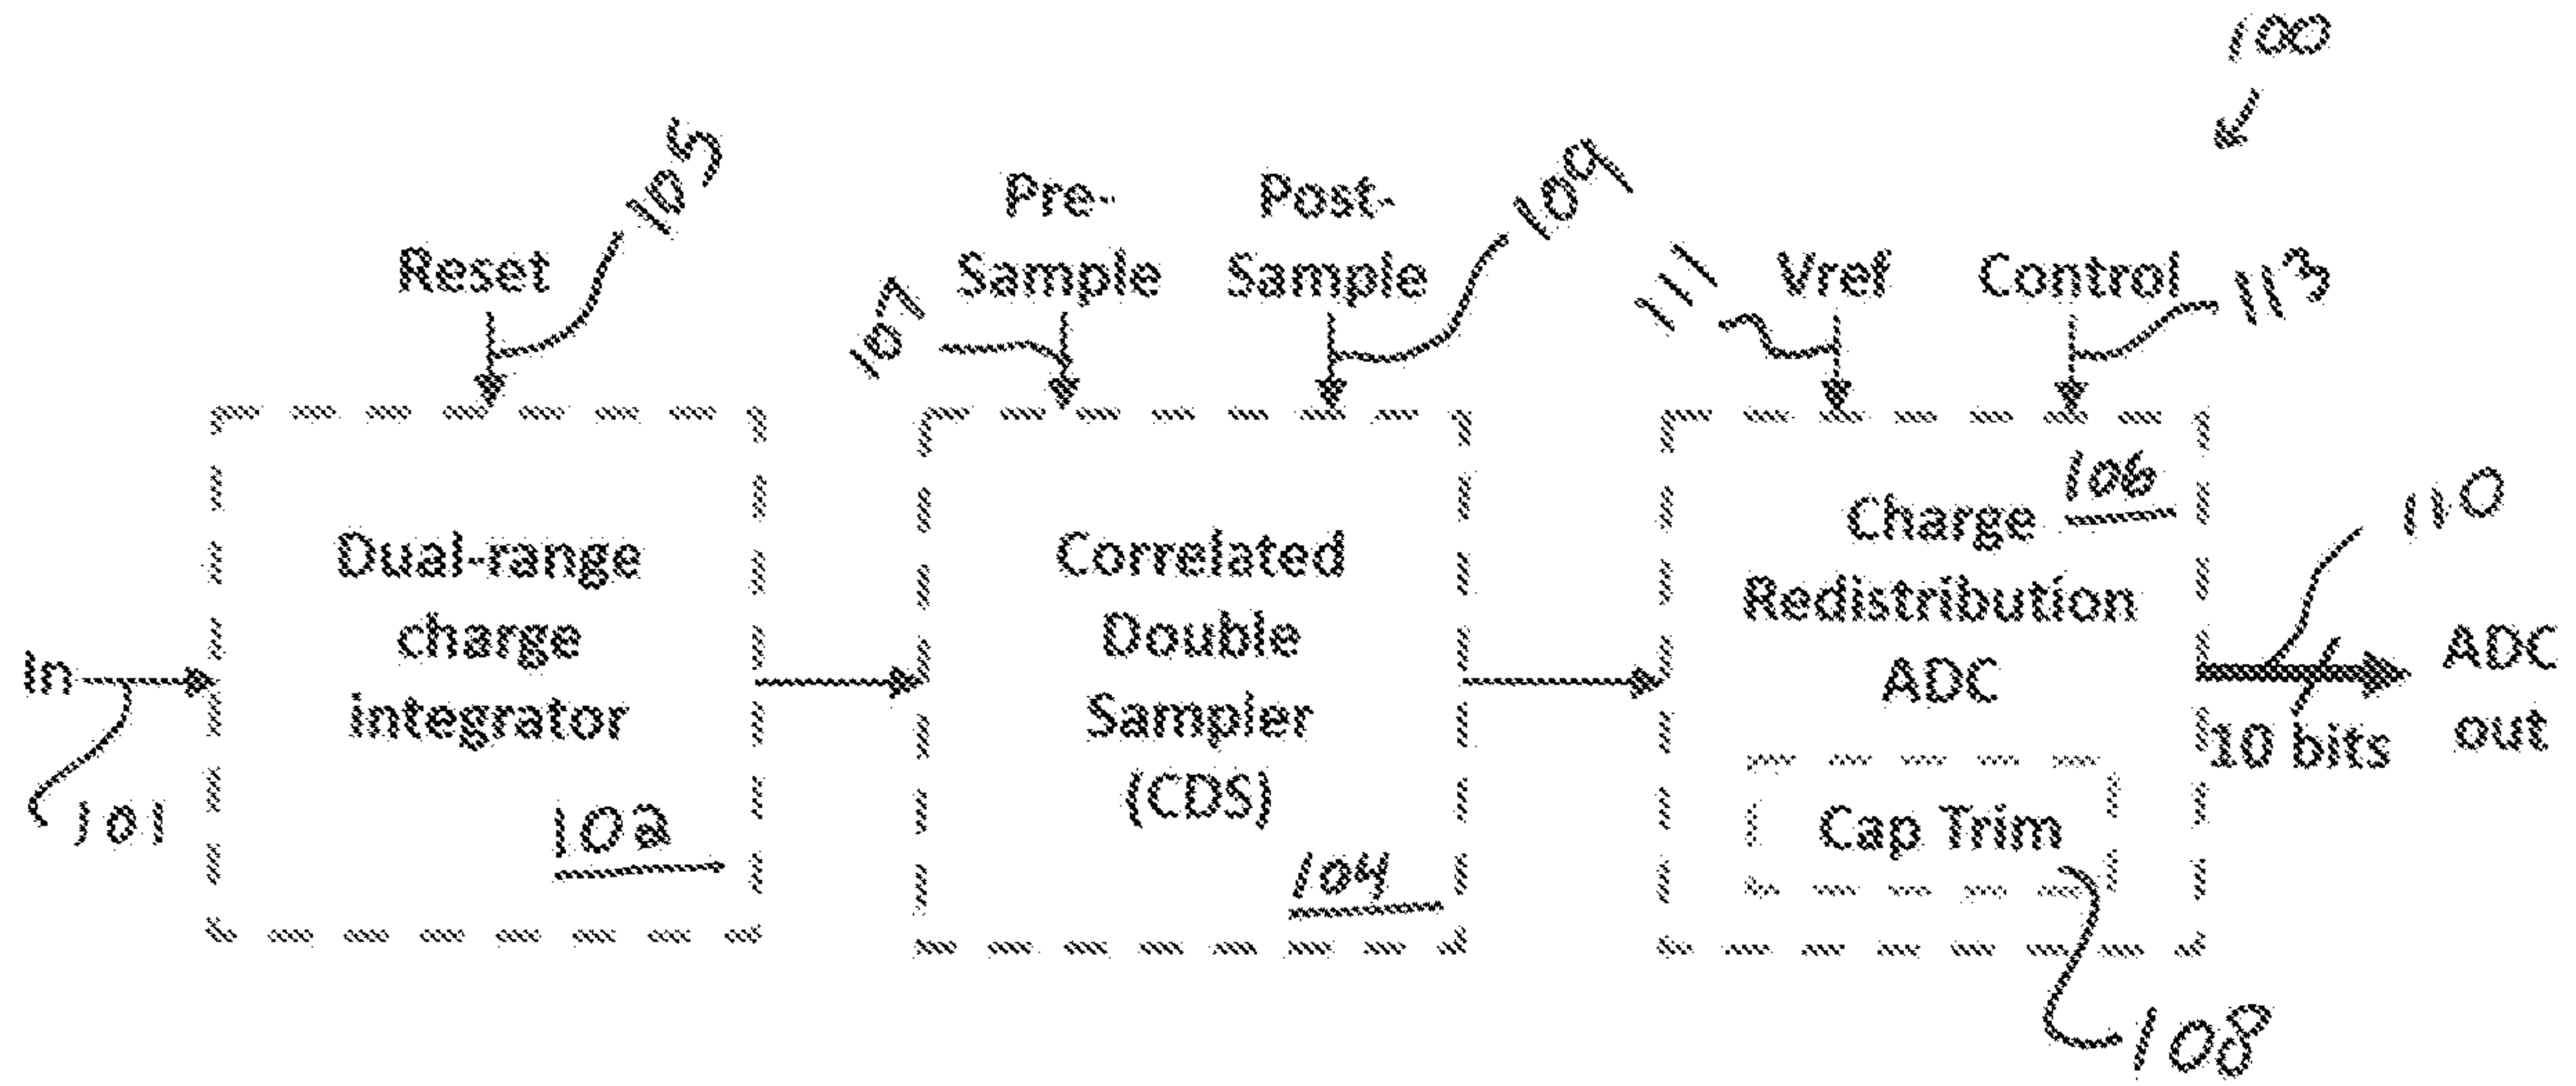 100
105
Pre-
Sample
Post-
Sample
109
Reset
107
111
Vref
Control
113
In
101
Dual-range
charge
integrator
102
Correlated
Double
Sampler
(CDS)
104
106
Charge
Redistribution
ADC
Cap Trim
108
110
10 bits
ADC
out